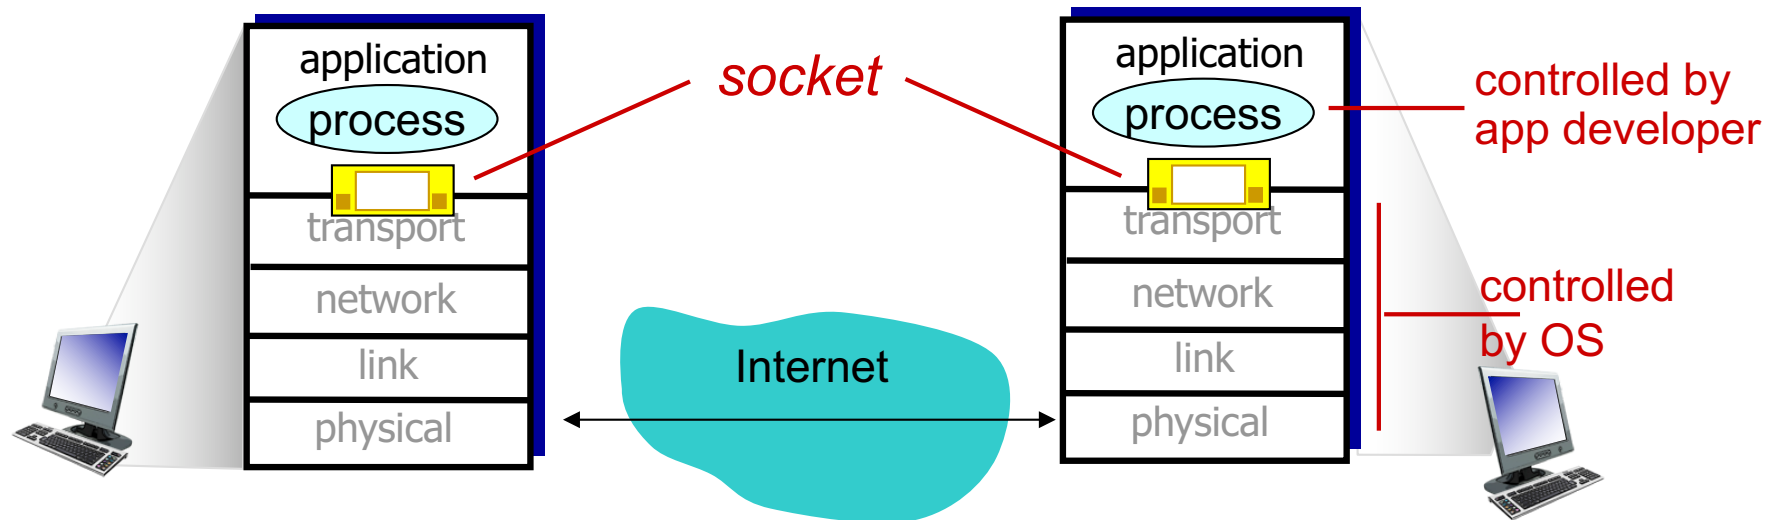 application
process
transport
network
link
physical
socket
Internet
application
process
transport
network
link
physical
controlled by
app developer
controlled
by OS